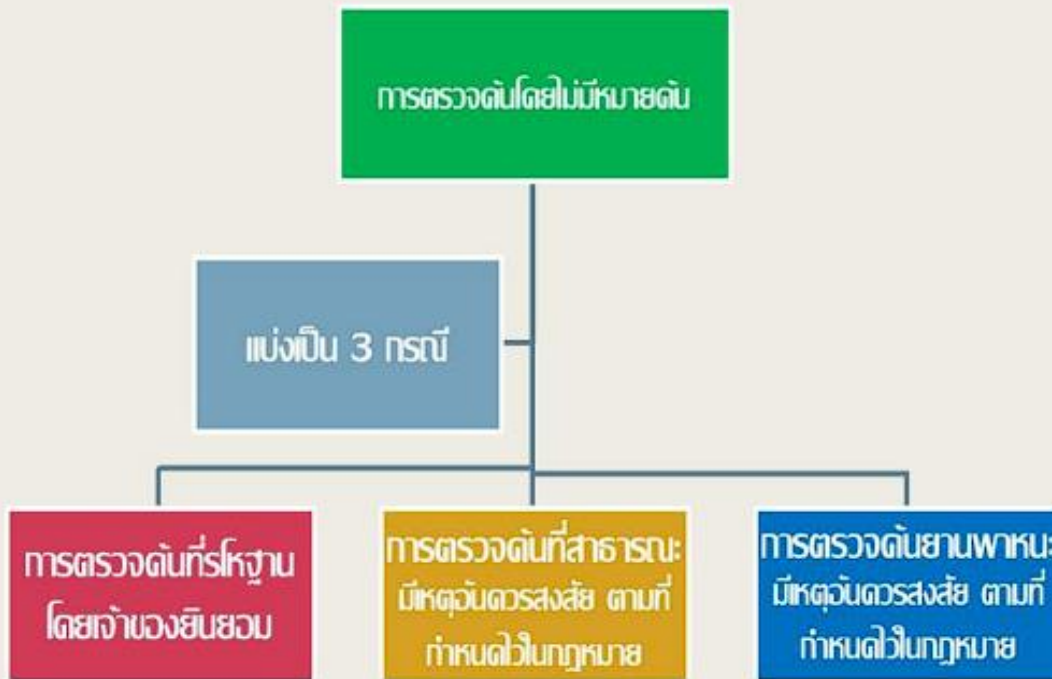 การตรวจค้นโดยไม่มีหมายค้น
แบ่งเป็น 3 กรณี
การตรวจค้นที่รโหฐาน
โดยเจ้าของยินยอม
การตรวจค้นที่สาธารณะ
มีเหตุอันควรสงสัย ตามที่
กำหนดไว้ในกฎหมาย
การตรวจค้นยานพาหนะ
มีเหตุอันควรสงสัย ตามที่
กำหนดไว้ในกฎหมาย